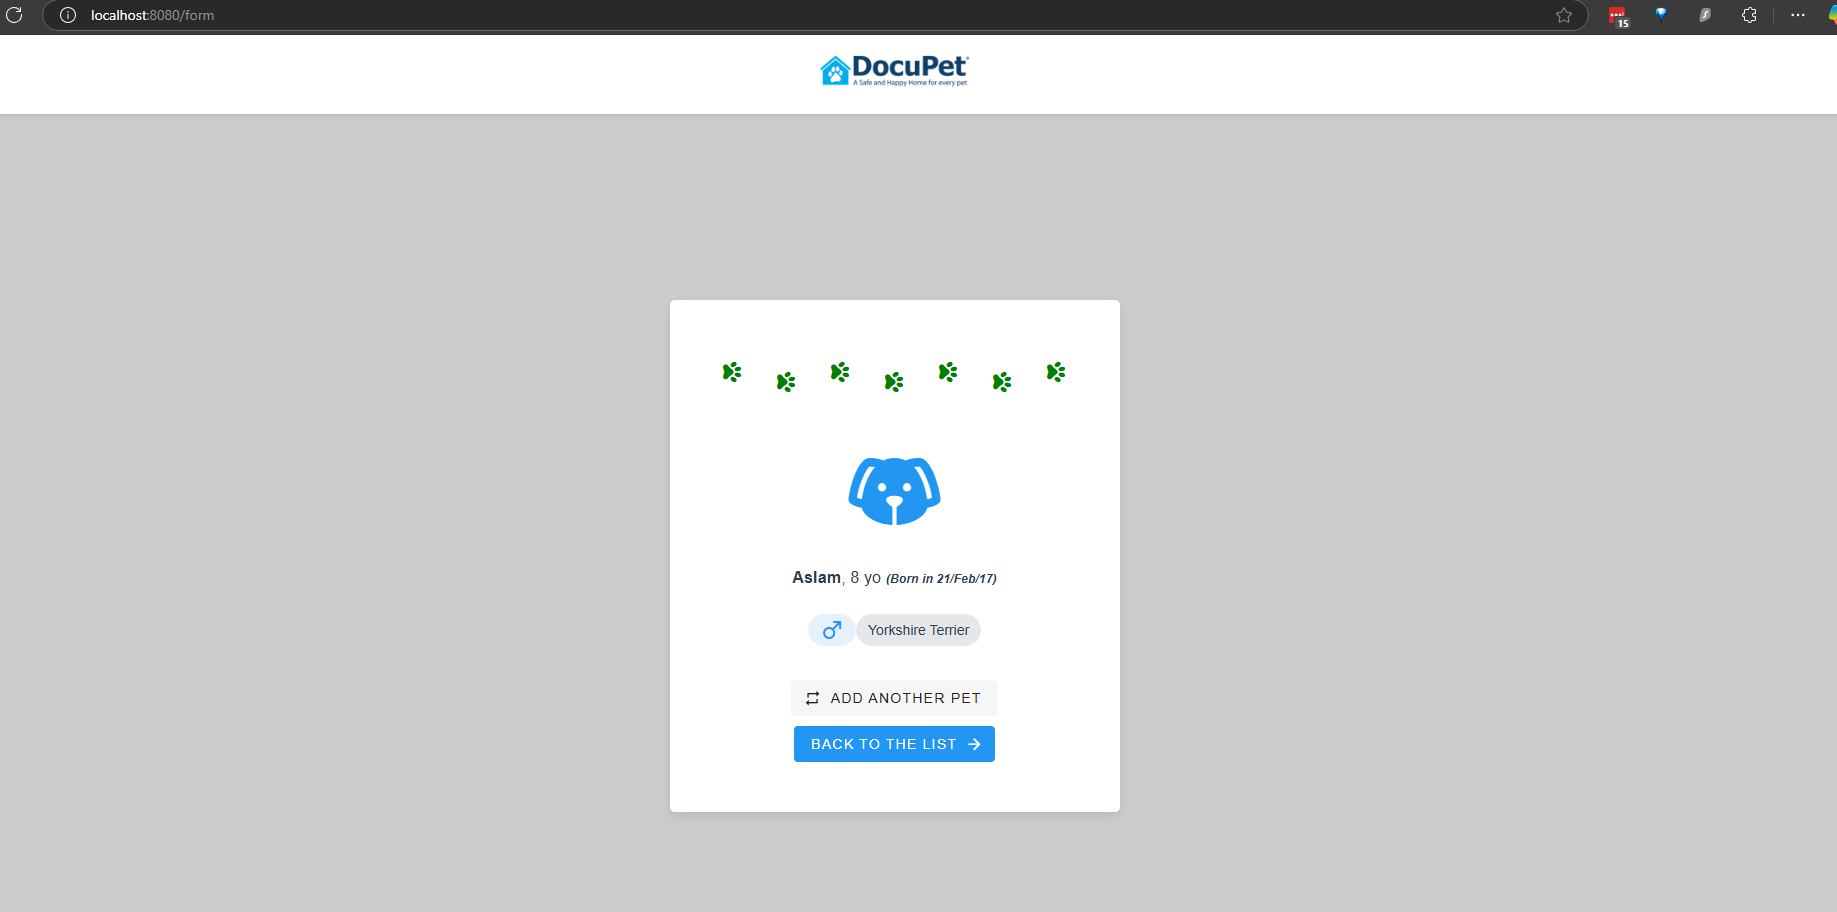 localhost:8080/form
15
DocuPet®
A Safe and Happy Home for every pet
Aslam, 8 yo (Born in 21/Feb/17)
Yorkshire Terrier
ADD ANOTHER PET
BACK TO THE LIST